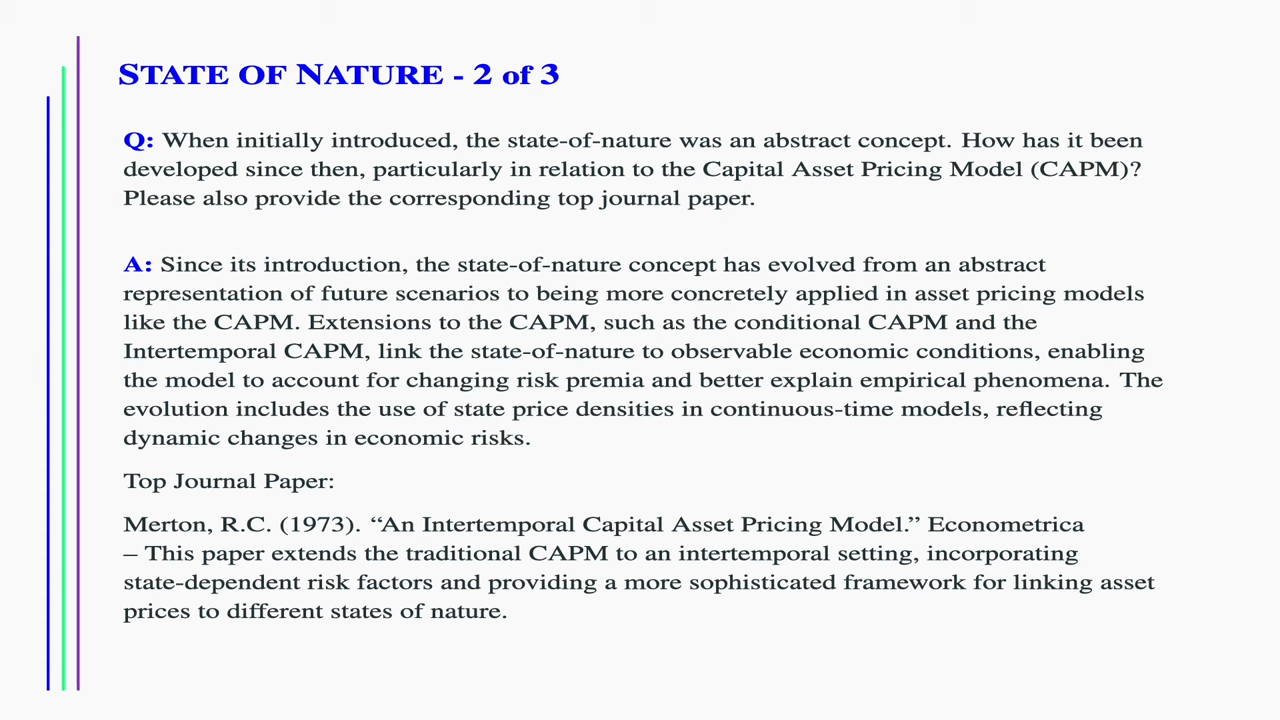 STATE OF NATURE - 2 of 3
Q: When initially introduced, the state-of-nature was an abstract concept. How has it been
developed since then, particularly in relation to the Capital Asset Pricing Model (CAPM)?
Please also provide the corresponding top journal paper.
A: Since its introduction, the state-of-nature concept has evolved from an abstract
representation of future scenarios to being more concretely applied in asset pricing models
like the CAPM. Extensions to the CAPM, such as the conditional CAPM and the
Intertemporal CAPM, link the state-of-nature to observable economic conditions, enabling
the model to account for changing risk premia and better explain empirical phenomena. The
evolution includes the use of state price densities in continuous-time models, reflecting
dynamic changes in economic risks.
Top Journal Paper:
Merton, R.C. (1973). “An Intertemporal Capital Asset Pricing Model.” Econometrica
– This paper extends the traditional CAPM to an intertemporal setting, incorporating
state-dependent risk factors and providing a more sophisticated framework for linking asset
prices to different states of nature.